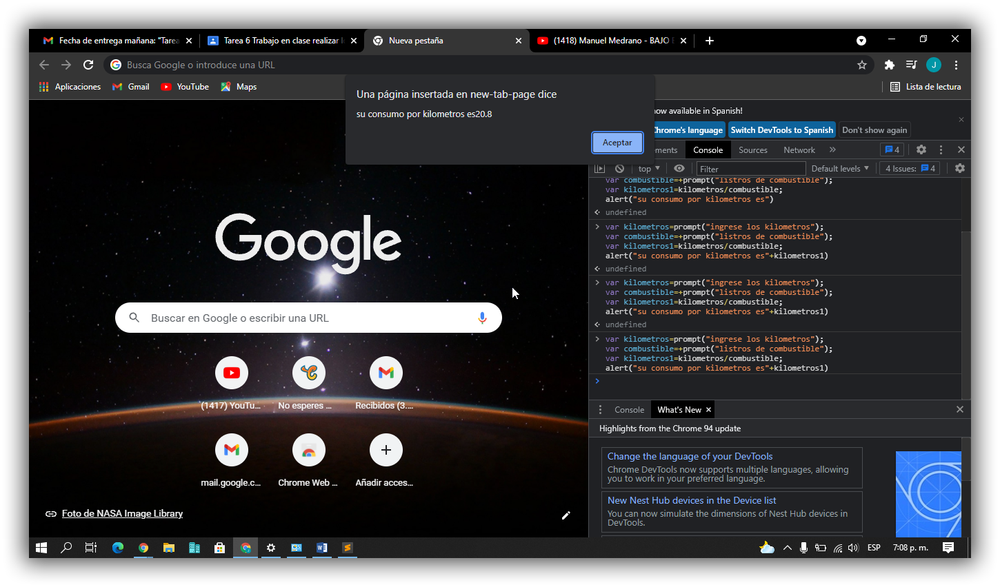 Fecha de entrega mañana: "Tarea
Tarea 6 Trabajo en clase realizar l
Nueva pestaña
(1418) Manuel Medrano - BAJO
Busca Google o introduce una URL
J
Aplicaciones
Gmail
YouTube
Maps
Lista de lectura
Una página insertada en new-tab-page dice
su consumo por kilometros es20.8
Aceptar
now available in Spanish!
Chrome's language
Switch DevTools to Spanish
Don't show again
ments
Console
Sources
Network
4
top
Filter
Default levels
4 Issues:
4
var combustible=+prompt("listros de combustible");
var kilometros1=kilometros/combustible;
alert("su consumo por kilometros es")
undefined
var kilometros=prompt("ingrese los kilometros");
var combustible=+prompt("listros de combustible");
var kilometros1=kilometros/combustible;
alert("su consumo por kilometros es"+kilometros1)
undefined
var kilometros=prompt("ingrese los kilometros");
var combustible=+prompt("listros de combustible");
var kilometros1=kilometros/combustible;
alert("su consumo por kilometros es"+kilometros1)
undefined
var kilometros=prompt("ingrese los kilometros");
var combustible=+prompt("listros de combustible");
var kilometros1=kilometros/combustible;
alert("su consumo por kilometros es"+kilometros1)
Google
Buscar en Google o escribir una URL
(1417) YouTu...
No esperes ...
Recibidos (3....
mail.google.c...
Chrome Web ...
Añadir acces...
Foto de NASA Image Library
Console
What's New
Highlights from the Chrome 94 update
Change the language of your DevTools
Chrome DevTools now supports multiple languages, allowing
you to work in your preferred language.
New Nest Hub devices in the Device list
You can now simulate the dimensions of Nest Hub devices in
DevTools.
ESP
7:08 p. m.